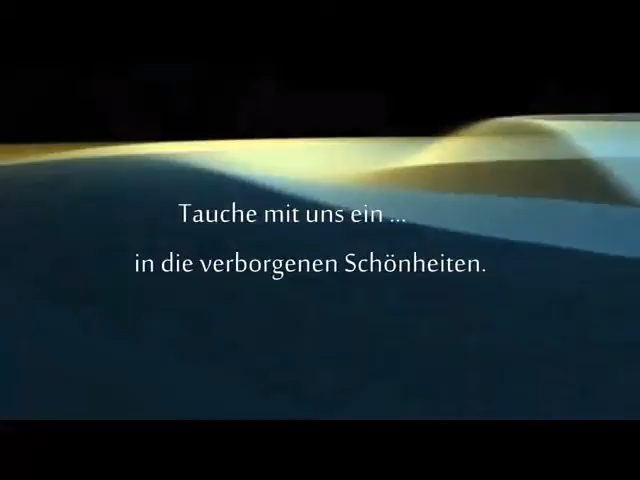 Tauche mit uns ein ...
in die verborgenen Schönheiten.